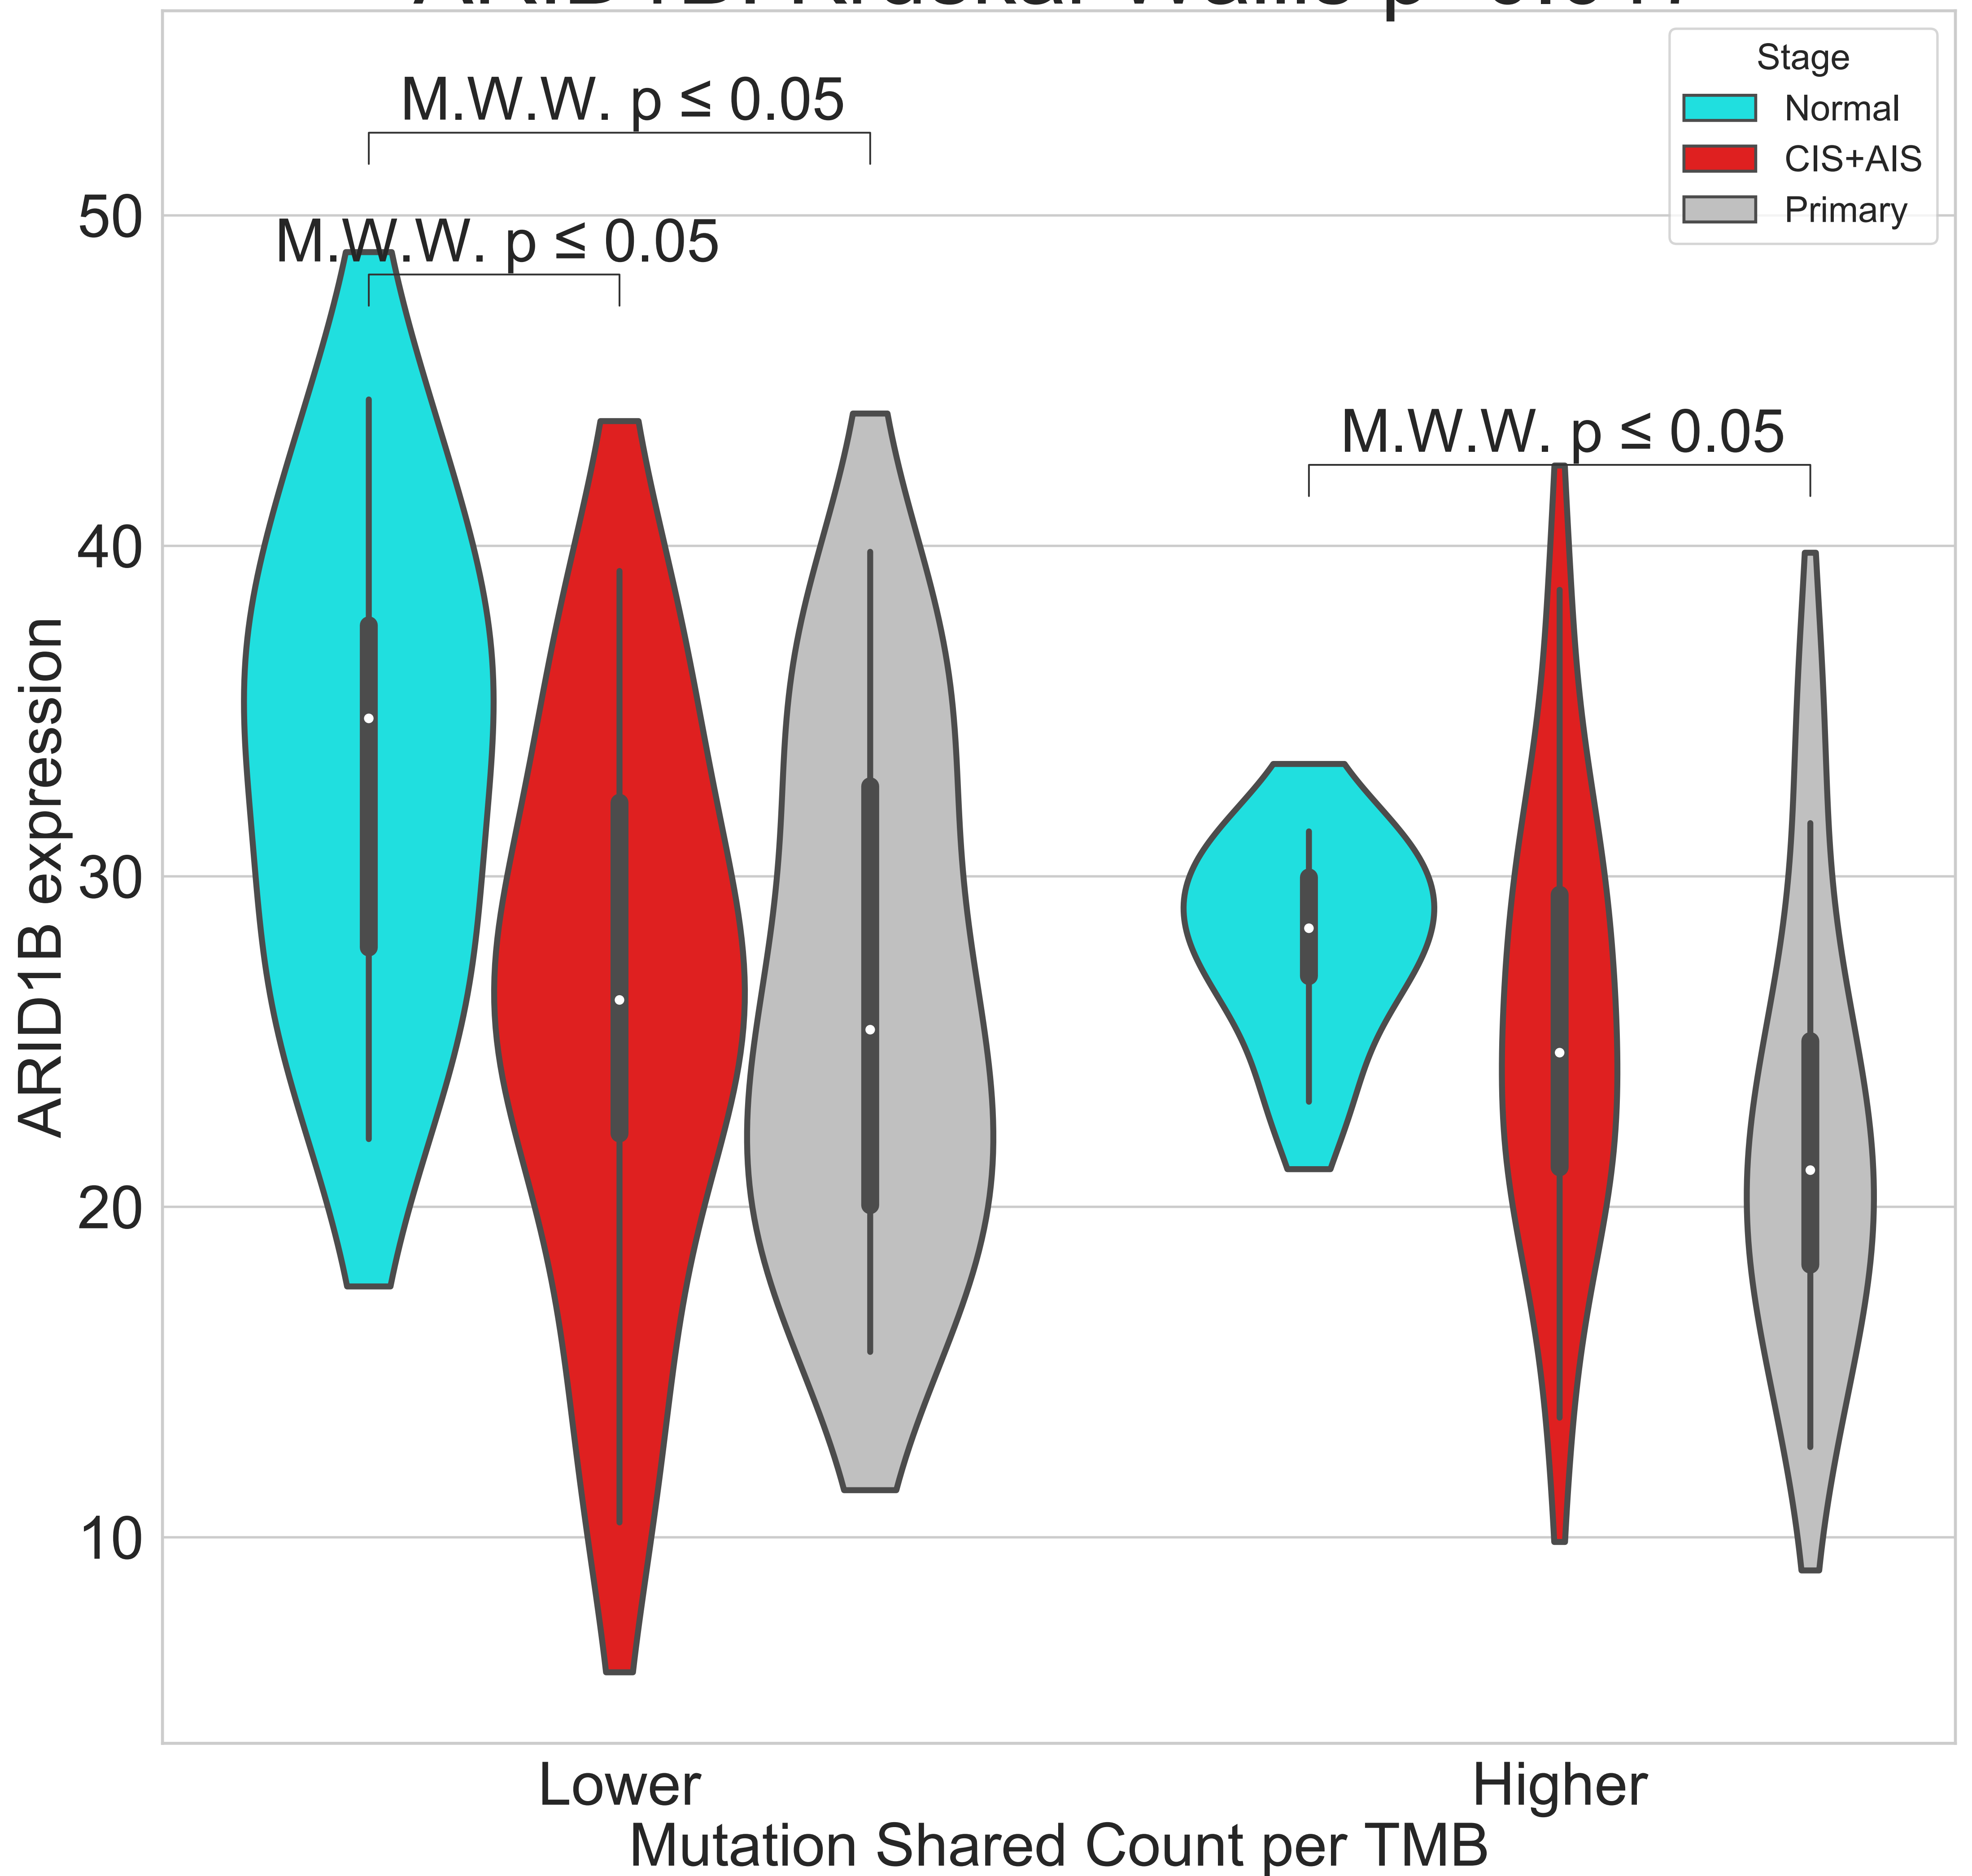 M.W.W. p ≤ 0.05
M.W.W. p ≤ 0.05
M.W.W. p ≤ 0.05
Stage
Normal
CIS+AIS
Primary
50
40
30
20
10
ARID1B expression
Lower
Higher
Mutation Shared Count per TMB